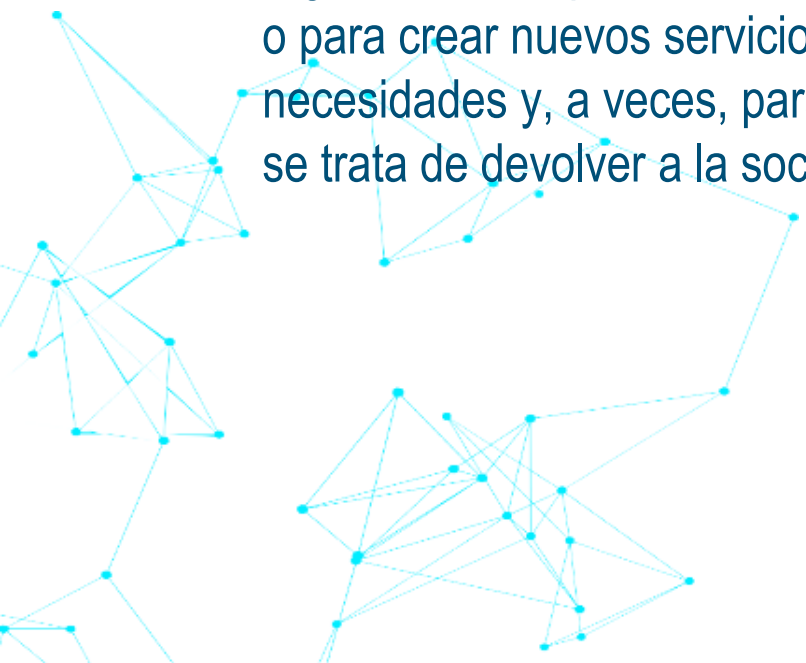 o para crear nuevos servicio
necesidades y, a veces, par
se trata de devolver a la soc